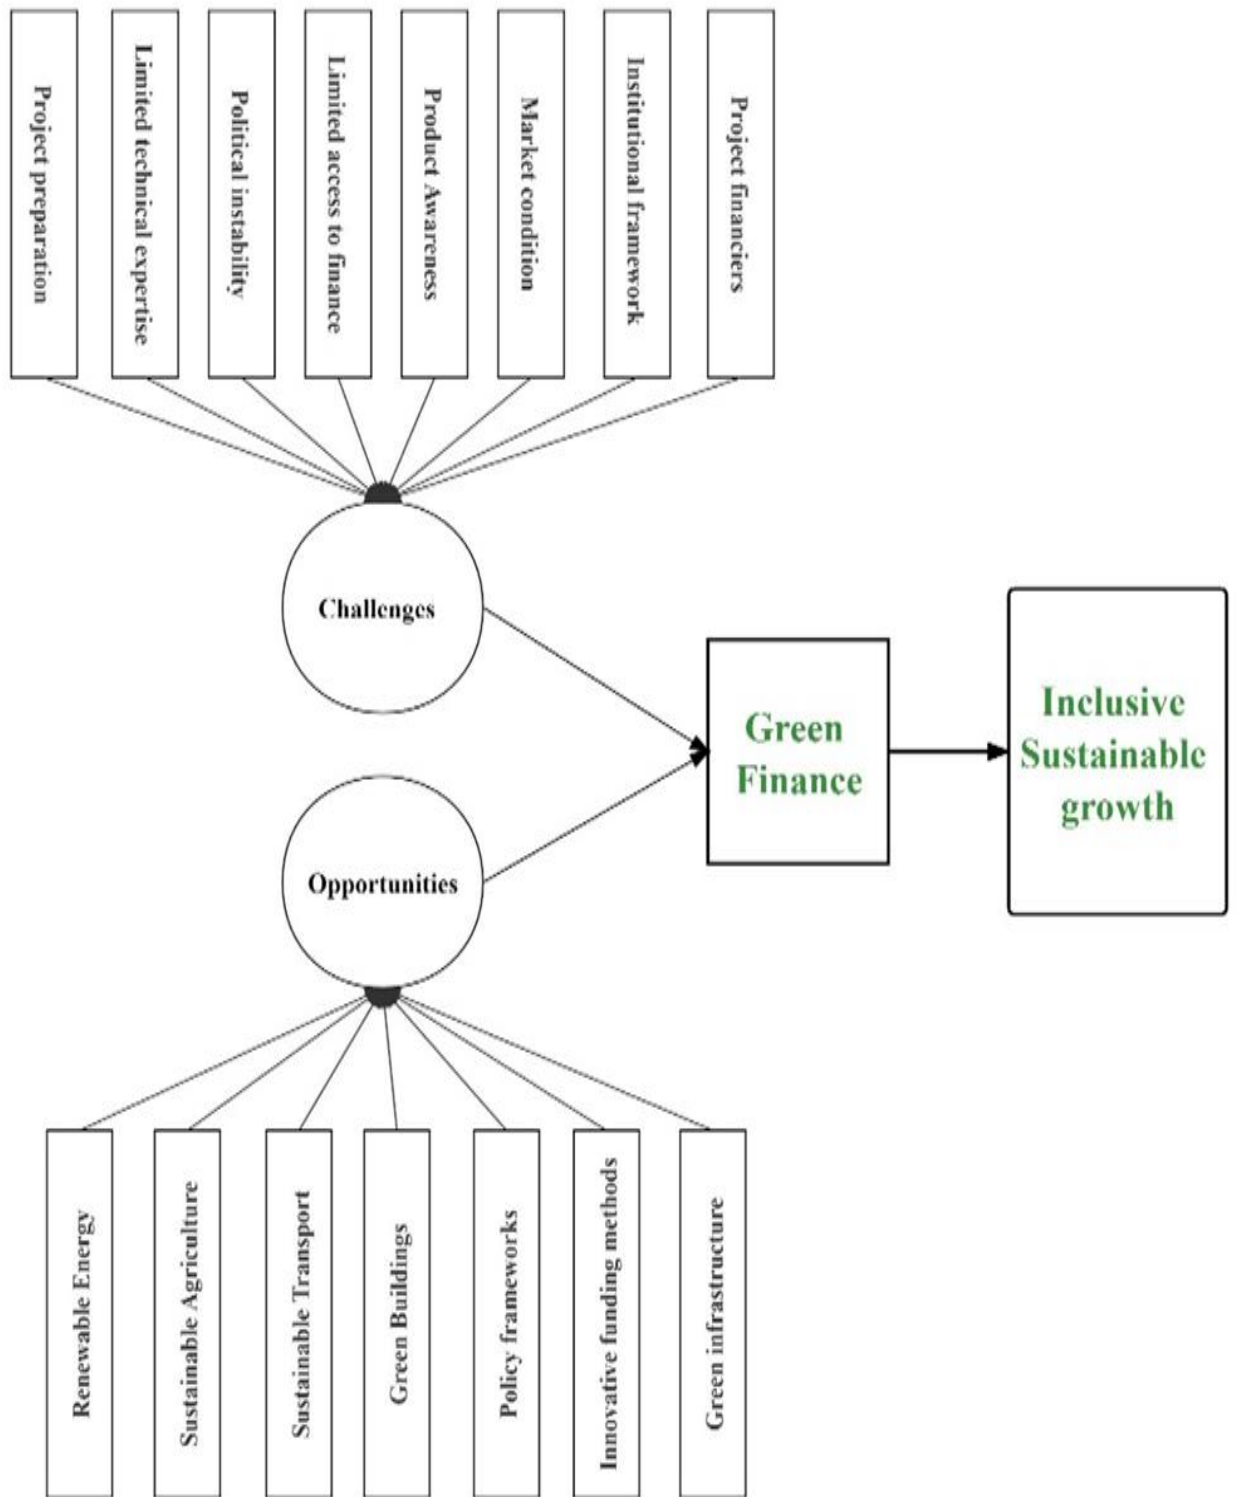 Project preparation
Limited technical expertise
Political instability
Limited access to finance
Product Awareness
Market condition
Institutional framework
Project financiers
Challenges
Opportunities
Green
Finance
Inclusive
Sustainable
growth
Renewable Energy
Sustainable Agriculture
Sustainable Transport
Green Buildings
Policy frameworks
Innovative funding methods
Green infrastructure